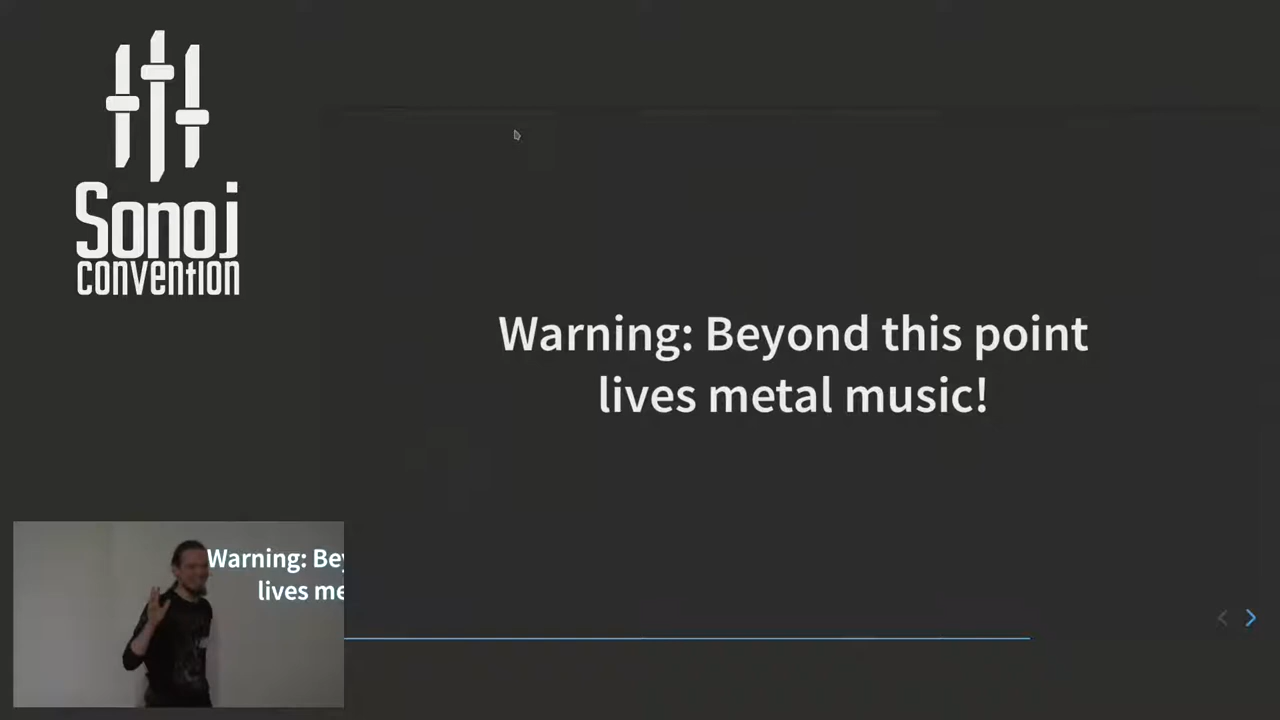 Sonoj
convention
Warning: Beyond this point
lives metal music!
Warning: Bey
lives me